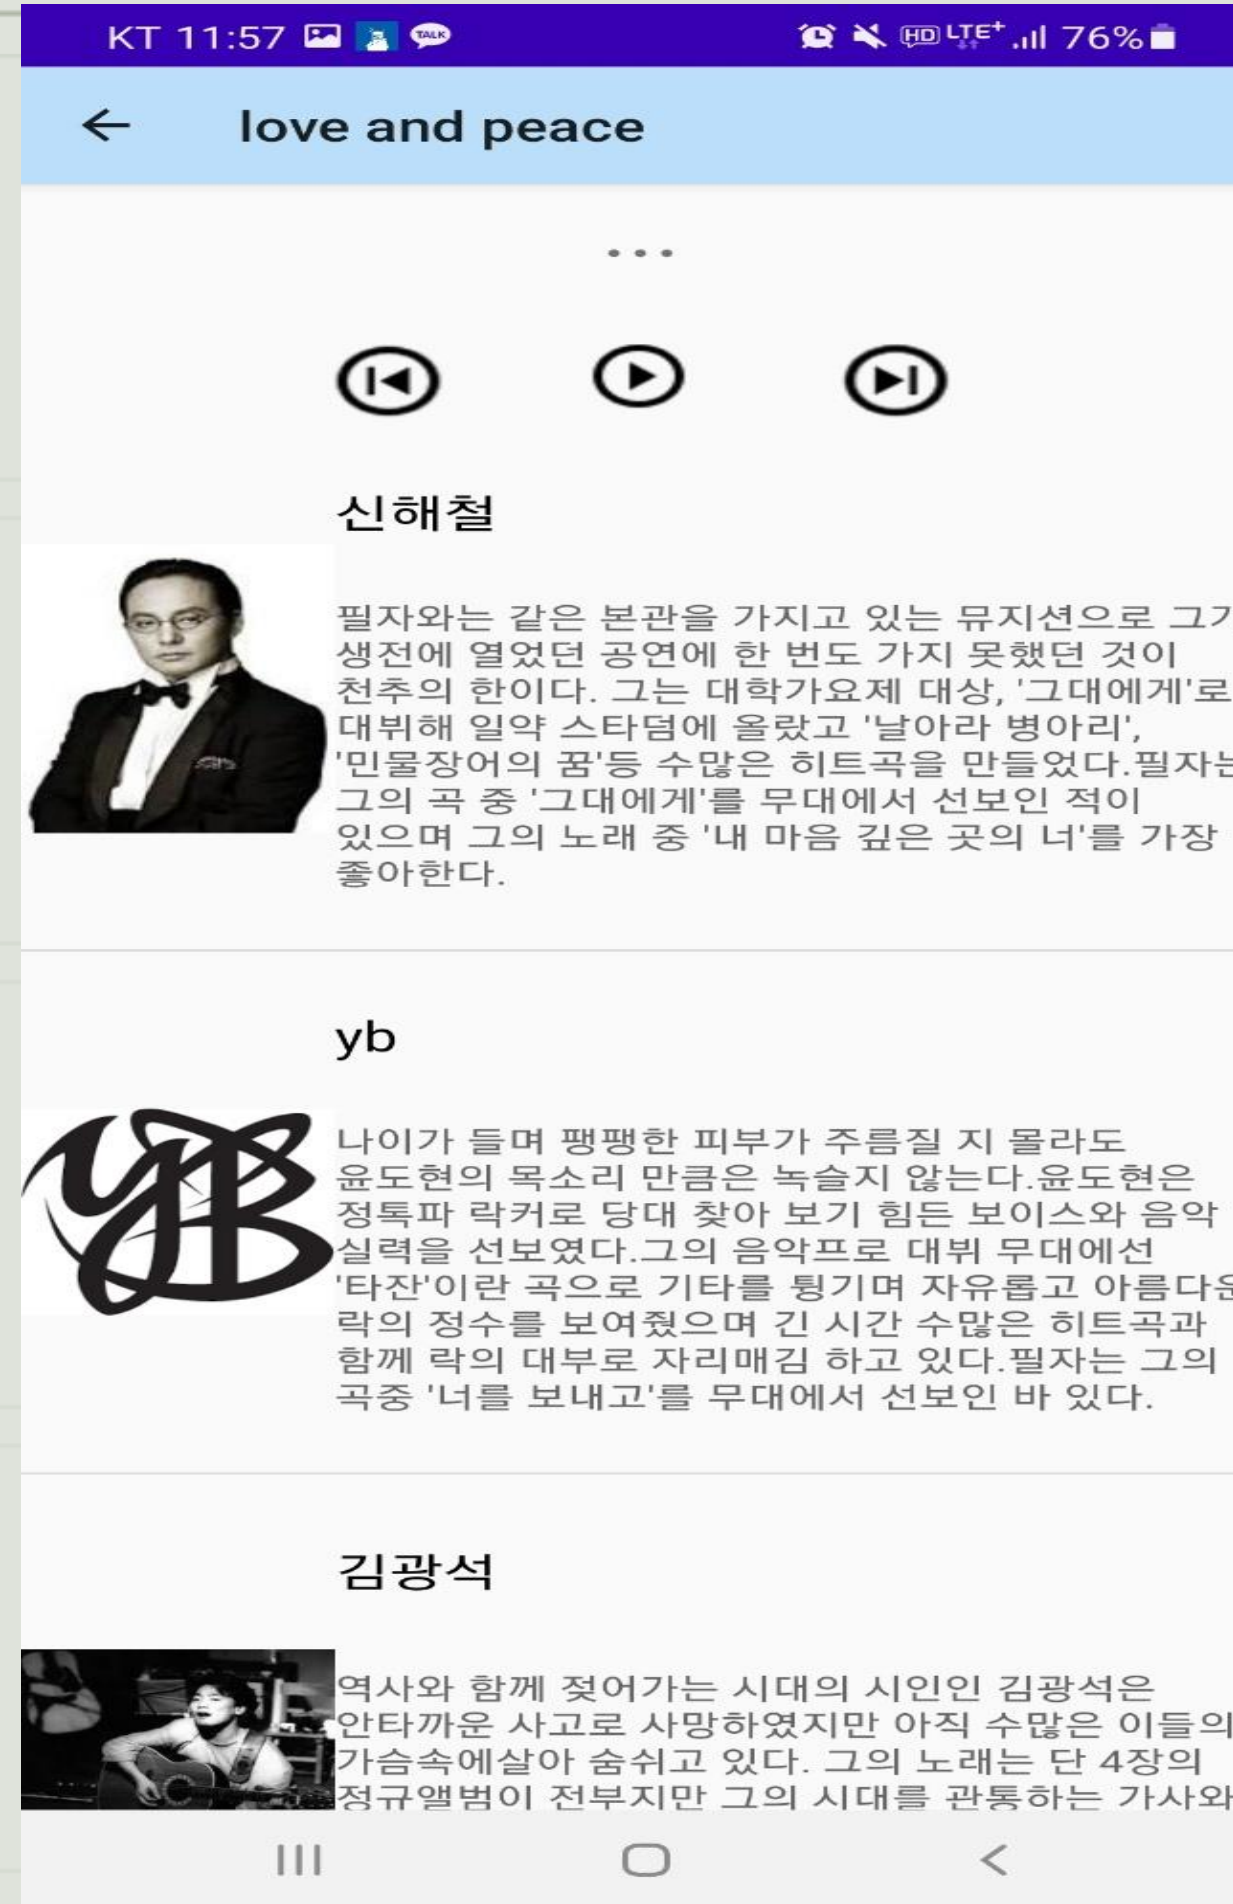 KT 11:57 TALK HD LTE+ 76%
love and peace
...
신해철
필자와는 같은 본관을 가지고 있는 뮤지션으로 그가
생전에 열었던 공연에 한 번도 가지 못했던 것이
천추의 한이다. 그는 대학가요제 대상, '그대에게'로
대뷔해 일약 스타덤에 올랐고 '날아라 병아리',
'민물장어의 꿈'등 수많은 히트곡을 만들었다.필자는
그의 곡 중 '그대에게'를 무대에서 선보인 적이
있으며 그의 노래 중 '내 마음 깊은 곳의 너'를 가장
좋아한다.
yb
YB
나이가 들며 팽팽한 피부가 주름질 지 몰라도
윤도현의 목소리 만큼은 녹슬지 않는다.윤도현은
정톡파 락커로 당대 찾아 보기 힘든 보이스와 음악
실력을 선보였다.그의 음악프로 대뷔 무대에선
'타잔'이란 곡으로 기타를 튕기며 자유롭고 아름다운
락의 정수를 보여줬으며 긴 시간 수많은 히트곡과
함께 락의 대부로 자리매김 하고 있다.필자는 그의
곡중 '너를 보내고'를 무대에서 선보인 바 있다.
김광석
역사와 함께 젖어가는 시대의 시인인 김광석은
안타까운 사고로 사망하였지만 아직 수많은 이들의
가슴속에살아 숨쉬고 있다. 그의 노래는 단 4장의
정규앨범이 전부지만 그의 시대를 관통하는 가사와